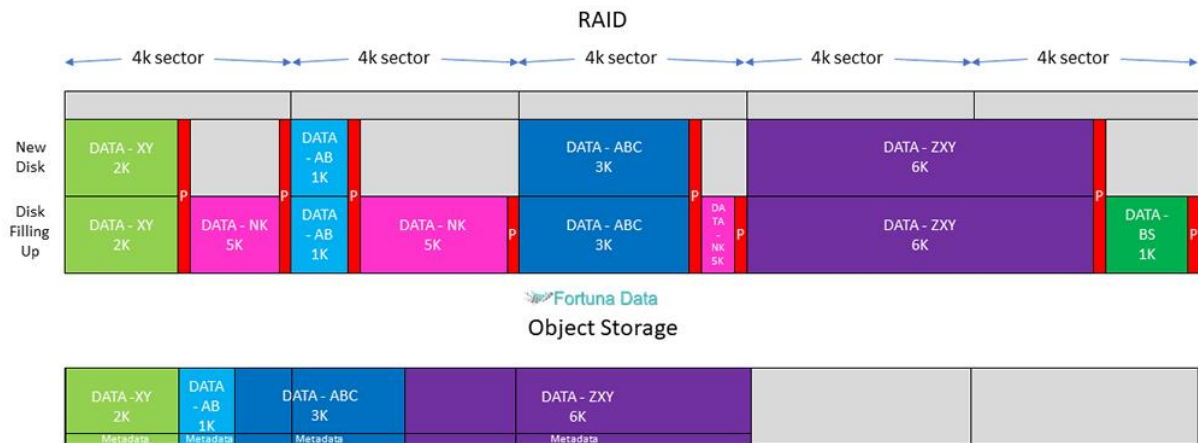 RAID
4k sector
4k sector
4k sector
4k sector
4k sector
New
Disk
DATA - XY
2K
P
P
DATA
- AB
1K
P
DATA - ABC
3K
P
DATA - ZXY
6K
P
Disk
Filling
Up
DATA - XY
2K
DATA - NK
5K
DATA
- AB
1K
DATA - NK
5K
P
DATA - ABC
3K
DA
TA
-
NK
5K
P
DATA - ZXY
6K
DATA -
BS
1K
P
Fortuna Data
Object Storage
DATA -XY
2K
Metadata
DATA
- AB
1K
Metadata
DATA - ABC
3K
Metadata
DATA - ZXY
6K
Metadata